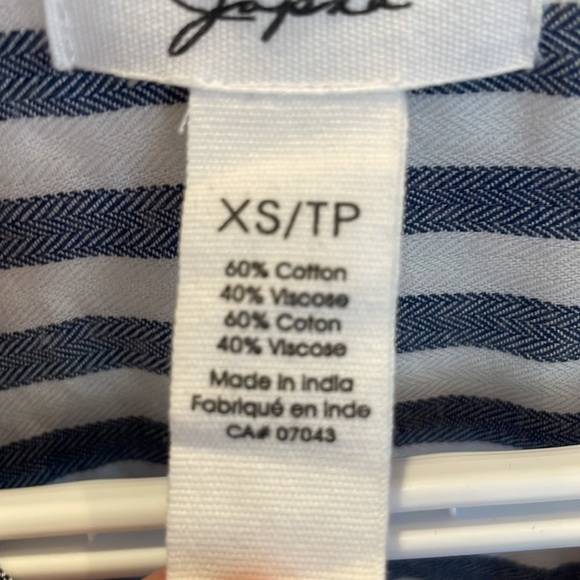 XS/TP
60% Cotton
40% Viscose
60% Coton
40% Viscose
Made in India
Fabriqué en Inde
CA# 07043